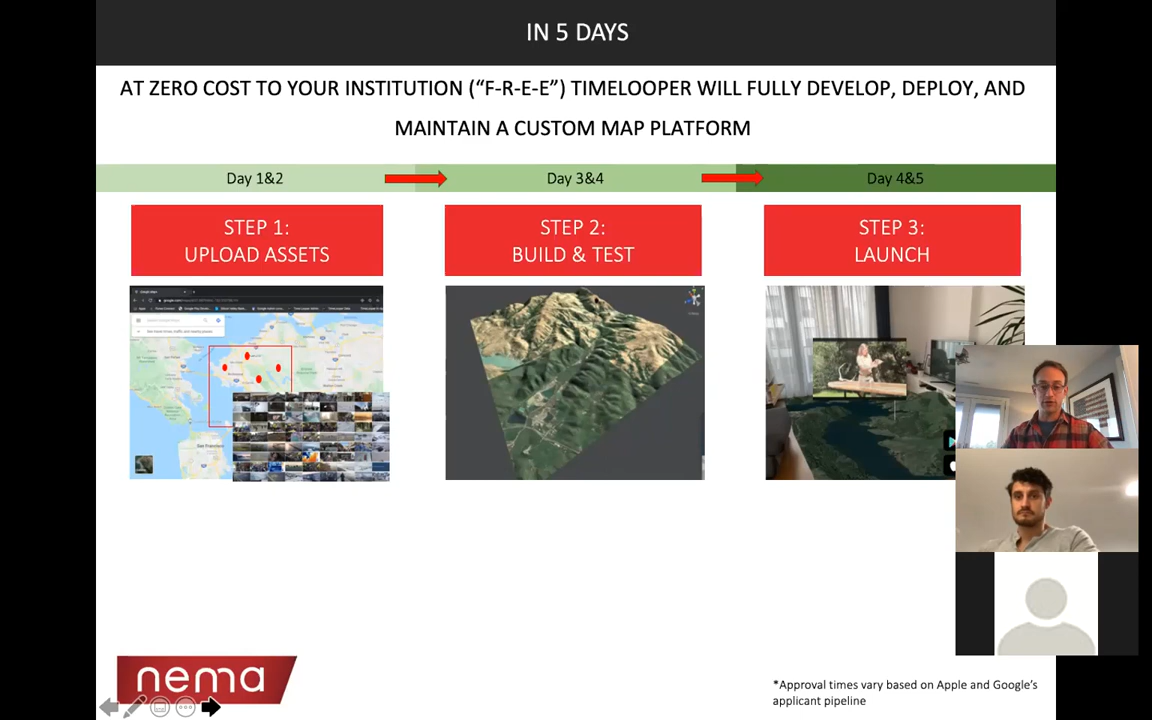 IN 5 DAYS
AT ZERO COST TO YOUR INSTITUTION (“F-R-E-E”) TIMELOOPER WILL FULLY DEVELOP, DEPLOY, AND
MAINTAIN A CUSTOM MAP PLATFORM
Day 1&2
Day 3&4
Day 4&5
STEP 1:
UPLOAD ASSETS
STEP 2:
BUILD & TEST
STEP 3:
LAUNCH
San Francisco
nema
*Approval times vary based on Apple and Google’s
applicant pipeline